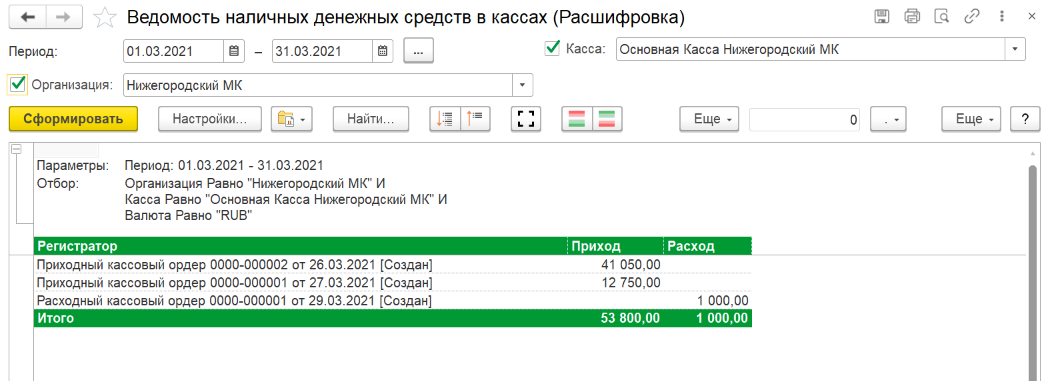 Ведомость наличных денежных средств в кассах (Расшифровка)
Период: 01.03.2021 – 31.03.2021 ... Касса: Основная Касса Нижегородский МК
Организация: Нижегородский МК
Сформировать Настройки... Найти... Еще 0 . Еще ?
Параметры: Период: 01.03.2021 - 31.03.2021
Отбор: Организация Равно "Нижегородский МК" И
Касса Равно "Основная Касса Нижегородский МК" И
Валюта Равно "RUB"
Регистратор Приход Расход
Приходный кассовый ордер 0000-000002 от 26.03.2021 [Создан] 41 050,00
Приходный кассовый ордер 0000-000001 от 27.03.2021 [Создан] 12 750,00
Расходный кассовый ордер 0000-000001 от 29.03.2021 [Создан] 1 000,00
Итого 53 800,00 1 000,00